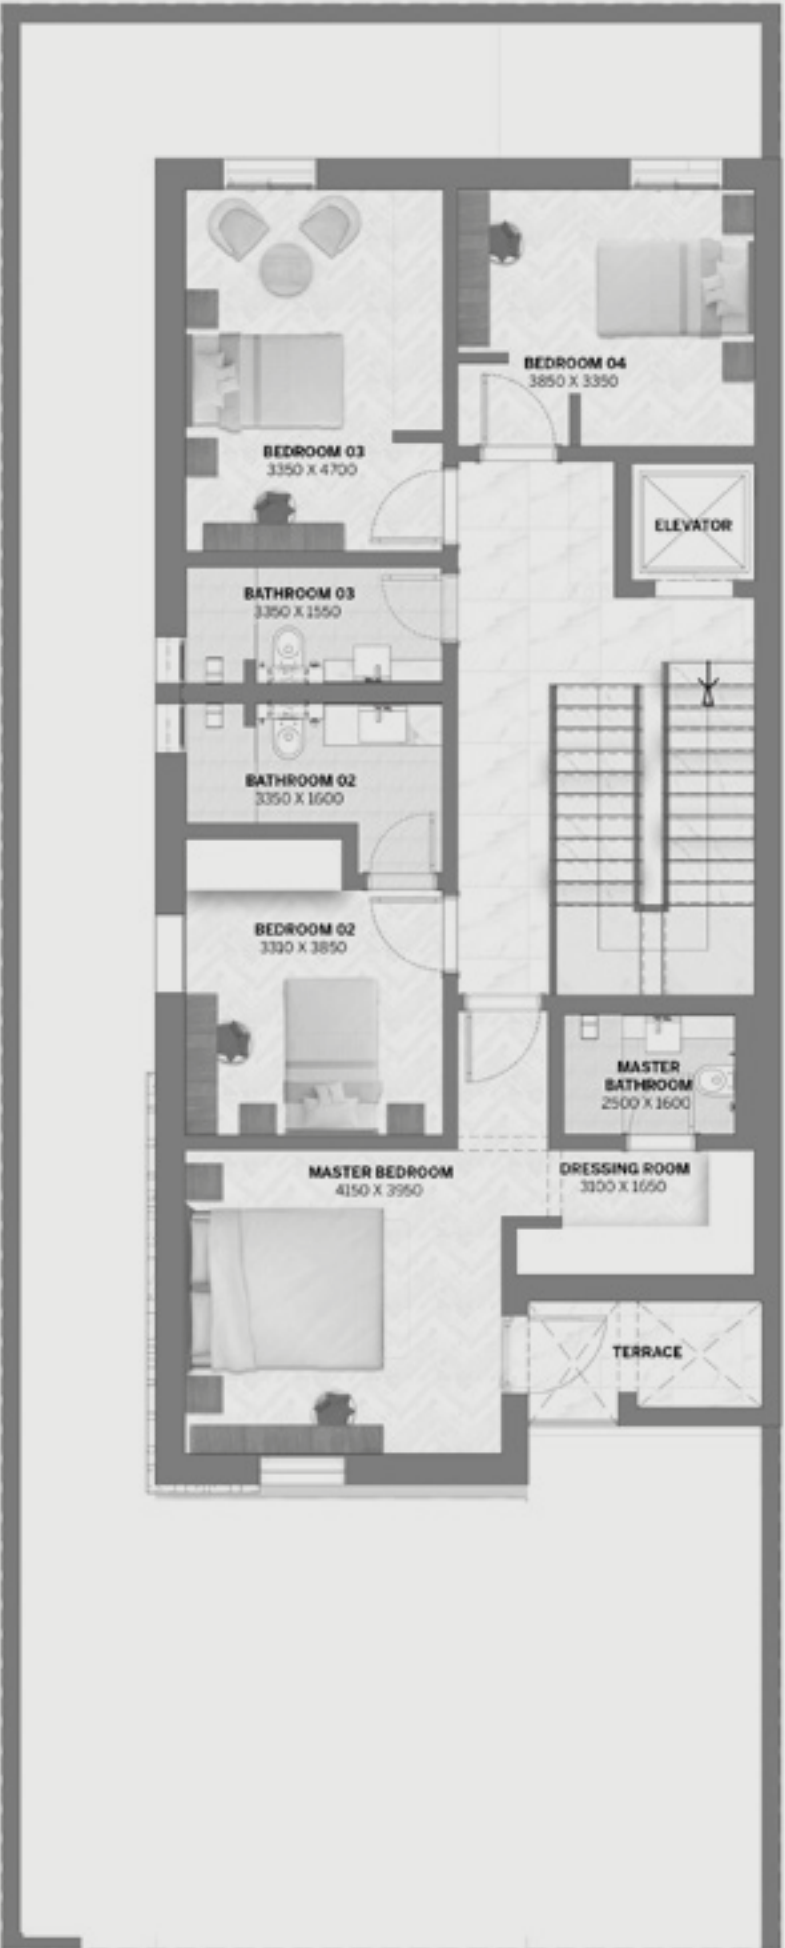 BEDROOM 04
3850 X 3350
BEDROOM 03
3350 X 4700
ELEVATOR
BATHROOM 03
3350 X 1550
BATHROOM 02
3350 X 1600
BEDROOM 02
3310 X 3850
MASTER
BATHROOM
2500 X 1600
MASTER BEDROOM
4150 X 3950
DRESSING ROOM
3100 X 1650
TERRACE